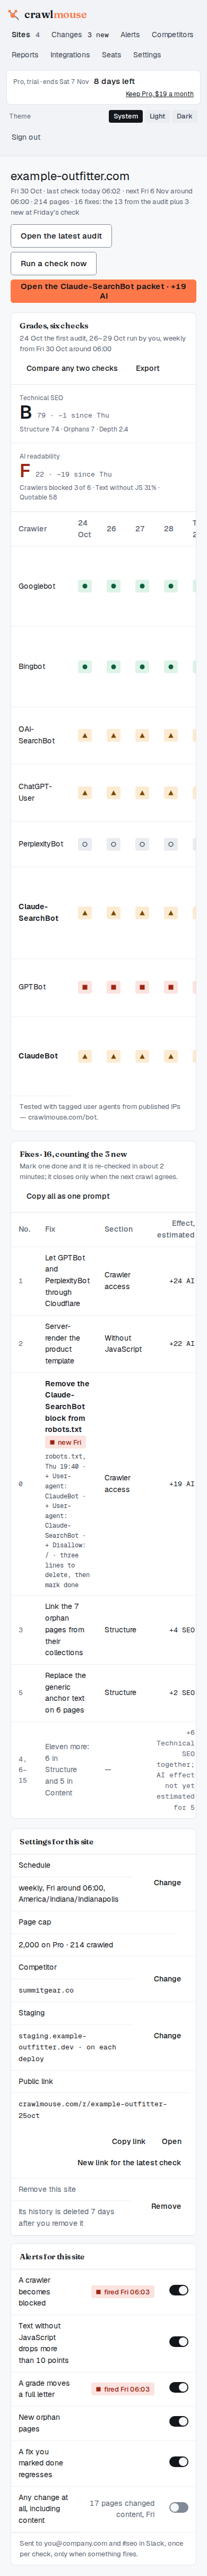 crawlmouse
Sites 4 Changes 3 new Alerts Competitors
Reports Integrations Seats Settings
Pro, trial · ends Sat 7 Nov 8 days left
Keep Pro, $19 a month
Theme System Light Dark
Sign out
example-outfitter.com
Fri 30 Oct · last check today 06:02 · next Fri 6 Nov around
06:00 · 214 pages · 16 fixes: the 13 from the audit plus 3
new at Friday's check
Open the latest audit
Run a check now
Open the Claude-SearchBot packet · +19
AI
Grades, six checks
24 Oct the first audit, 26–29 Oct run by you, weekly
from Fri 30 Oct around 06:00
Compare any two checks Export
Technical SEO
B 79 · −1 since Thu
Structure 74 · Orphans 7 · Depth 2.4
AI readability
F 22 · −19 since Thu
Crawlers blocked 3 of 6 · Text without JS 31% ·
Quotable 58
Crawler 24
Oct 26 27 28
Googlebot
Bingbot
OAI-
SearchBot
ChatGPT-
User
PerplexityBot
Claude-
SearchBot
GPTBot
ClaudeBot
Tested with tagged user agents from published IPs
— crawlmouse.com/bot.
Fixes · 16, counting the 3 new
Mark one done and it is re-checked in about 2
minutes; it closes only when the next crawl agrees.
Copy all as one prompt
No. Fix Section Effect,
estimated
1 Let GPTBot
and
PerplexityBot
through
Cloudflare Crawler
access +24 AI
2 Server-
render the
product
template Without
JavaScript +22 AI
0 Remove the
Claude-
SearchBot
block from
robots.txt
new Fri
robots.txt,
Thu 19:40 ·
+ User-
agent:
ClaudeBot ·
+ User-
agent:
Claude-
SearchBot ·
+ Disallow:
/ · three
lines to
delete, then
mark done Crawler
access +19 AI
3 Link the 7
orphan
pages from
their
collections Structure +4 SEO
5 Replace the
generic
anchor text
on 6 pages Structure +2 SEO
4,
6–
15 Eleven more:
6 in
Structure
and 5 in
Content — +6
Technical
SEO
together;
AI effect
not yet
estimated
for 5
Settings for this site
Schedule
weekly, Fri around 06:00,
America/Indiana/Indianapolis Change
Page cap
2,000 on Pro · 214 crawled
Competitor
summitgear.co Change
Staging
staging.example-
outfitter.dev · on each
deploy Change
Public link
crawlmouse.com/r/example-outfitter-
25oct
Copy link Open
New link for the latest check
Remove this site
Its history is deleted 7 days
after you remove it Remove
Alerts for this site
A crawler
becomes
blocked fired Fri 06:03
Text without
JavaScript
drops more
than 10 points
A grade moves
a full letter fired Fri 06:03
New orphan
pages
A fix you
marked done
regresses
Any change at
all, including
content 17 pages changed
content, Fri
Sent to you@company.com and #seo in Slack, once
per check, only when something fires.